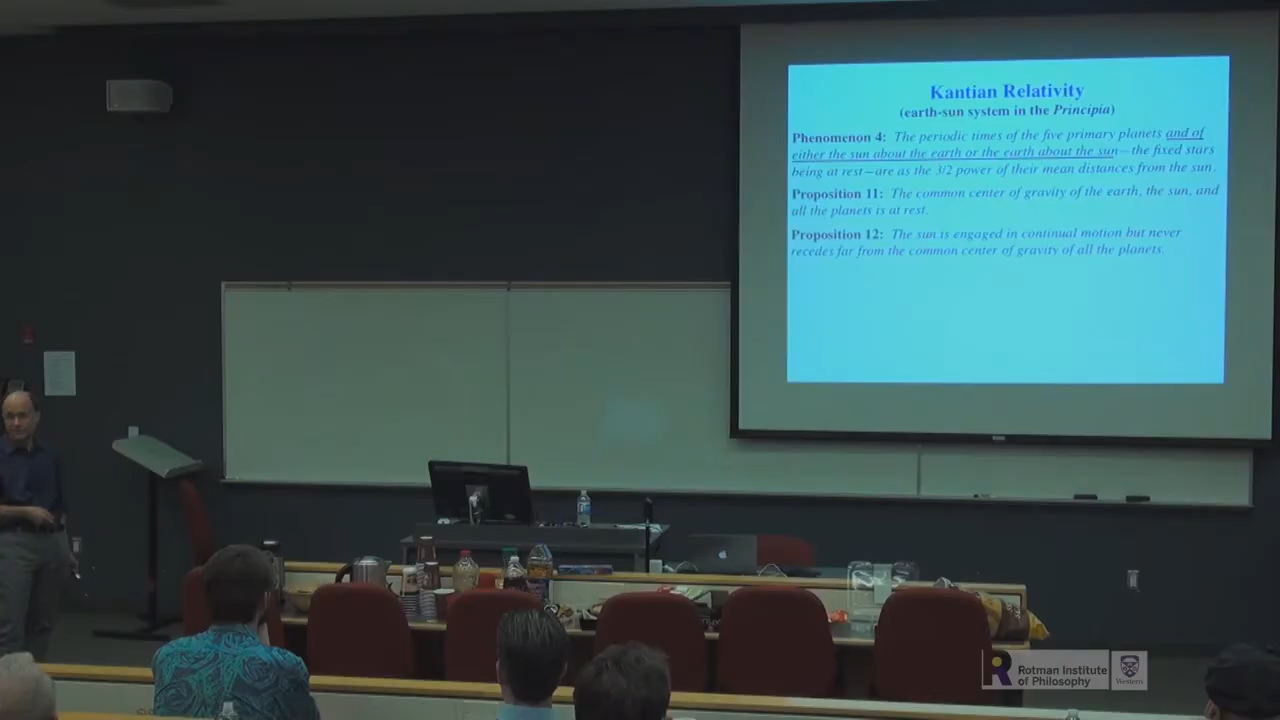 Kantian Relativity
(earth-sun system in the Principia)
Phenomenon 4: The periodic times of the five primary planets and of
either the sun about the earth or the earth about the sun—the fixed stars
being at rest—are as the 3/2 power of their mean distances from the sun.
Proposition 11: The common center of gravity of the earth, the sun, and
all the planets is at rest.
Proposition 12: The sun is engaged in continual motion but never
recedes far from the common center of gravity of all the planets.
R Rotman Institute
of Philosophy
Western